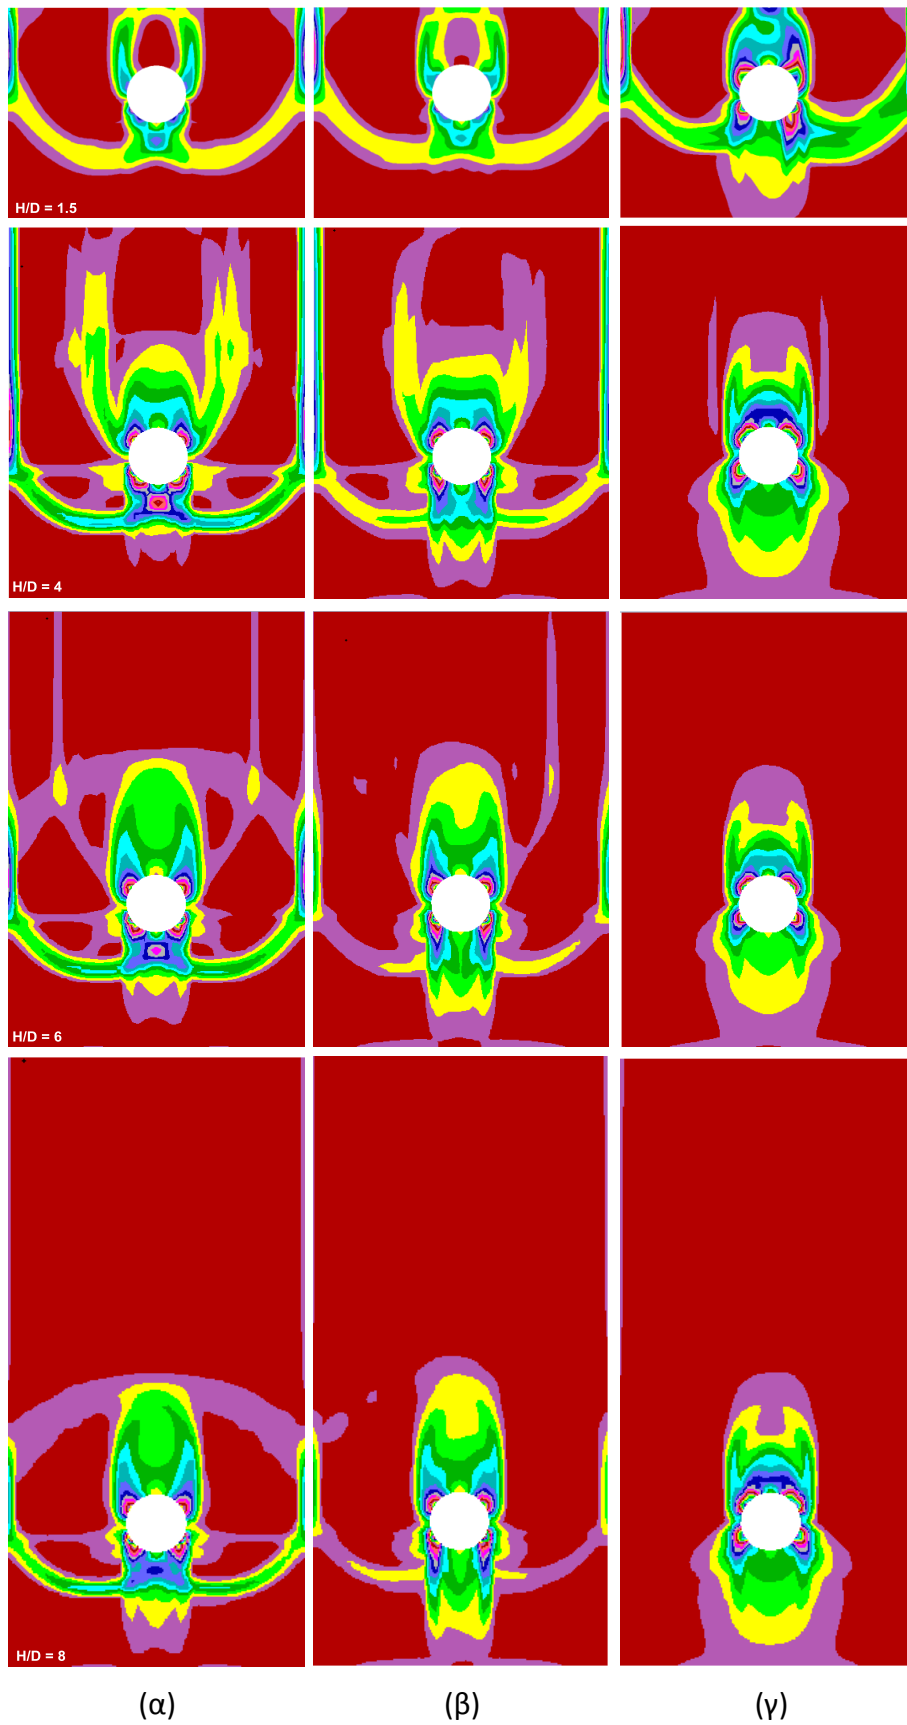 H/D = 1.5
H/D = 4
H/D = 6
H/D = 8
(α) (β) (γ)